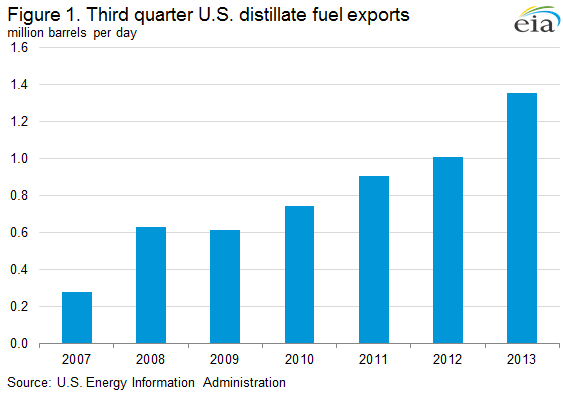 Figure 1. Third quarter U.S. distillate fuel exports
eia
million barrels per day
1.6
1.4
1.2
1.0
0.8
0.6
0.4
0.2
0.0
2007 2008 2009 2010 2011 2012 2013
Source: U.S. Energy Information Administration